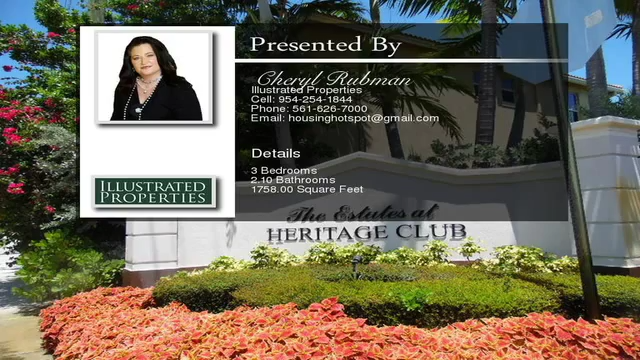 Presented By
Cheryl Rubman
Illustrated Properties
Cell: 954-254-1844
Phone: 561-626-7000
Email: housinghotspot@gmail.com
Details
3 Bedrooms
2.10 Bathrooms
1758.00 Square Feet
ILLUSTRATED
PROPERTIES
The Estates at
HERITAGE CLUB